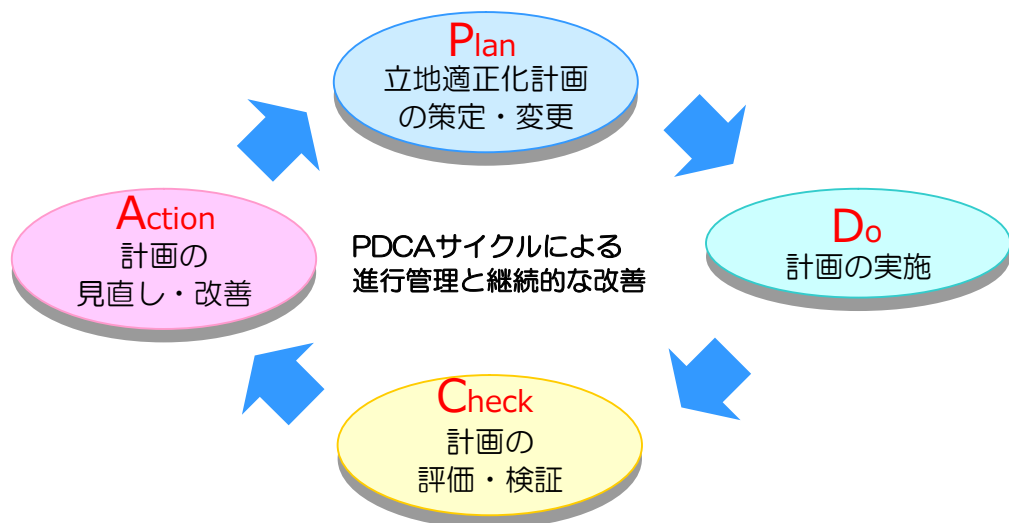 Plan
立地適正化計画
の策定・変更
Do
計画の実施
Check
計画の
評価・検証
Action
計画の
見直し・改善
PDCAサイクルによる
進行管理と継続的な改善